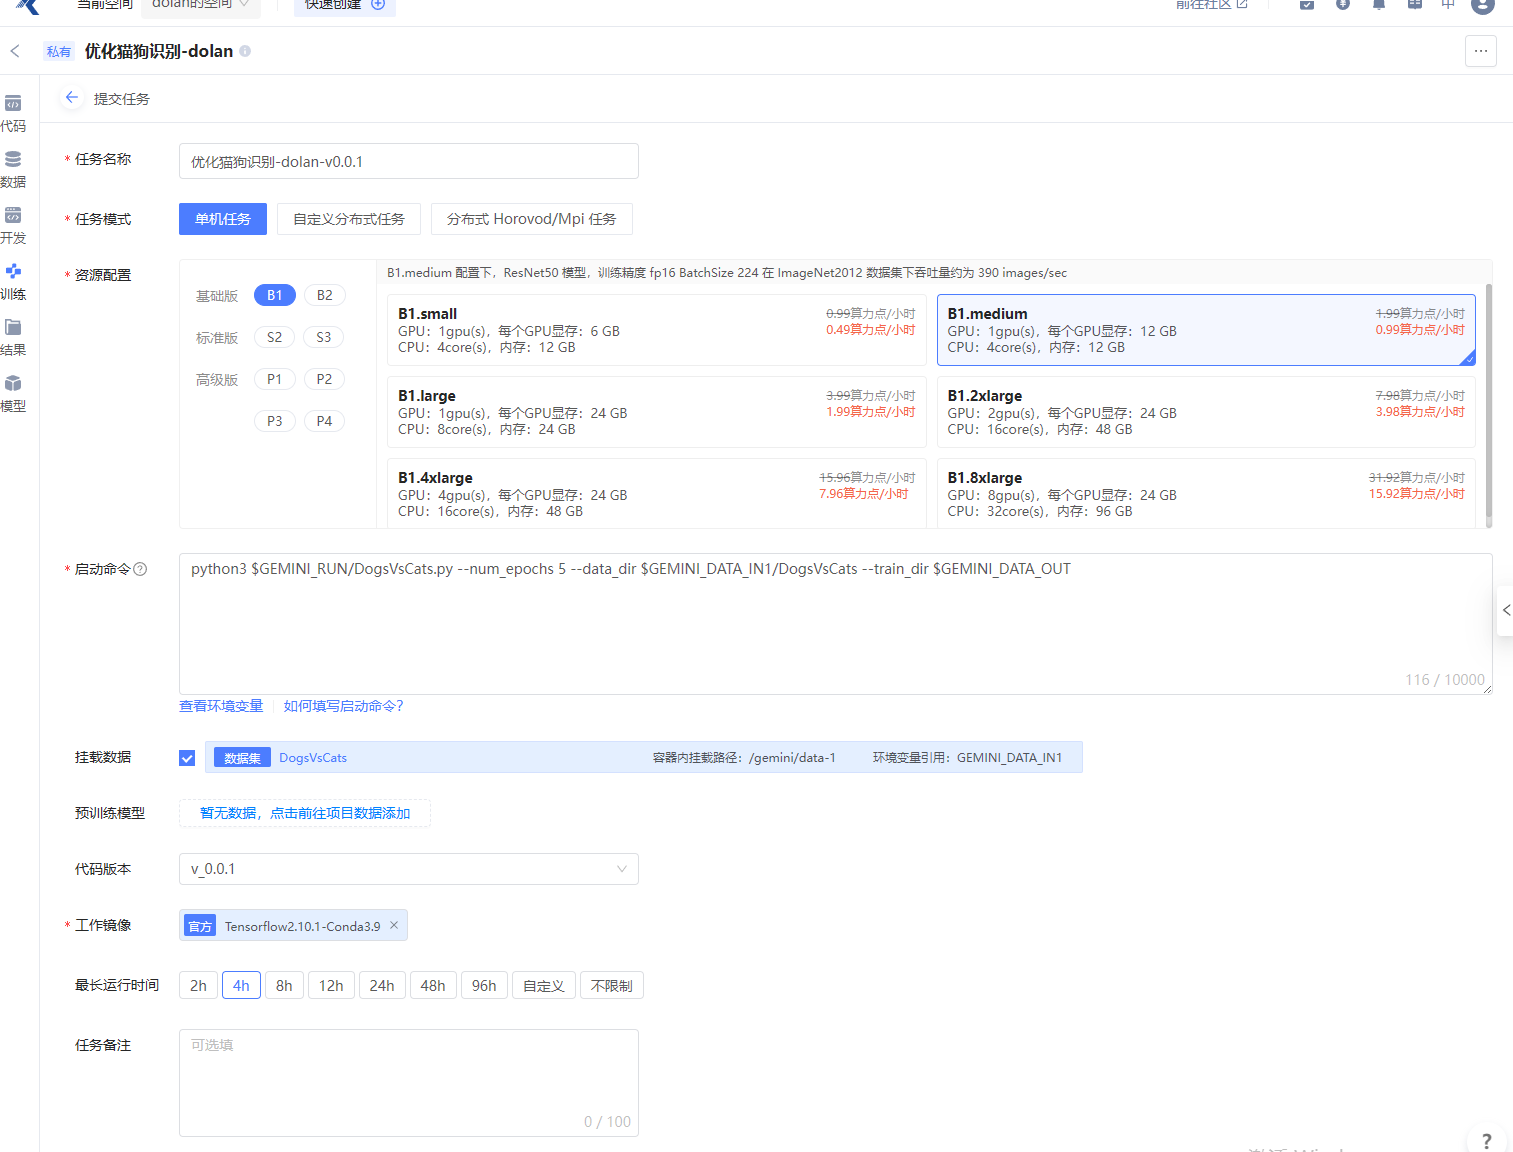 当前空间 dolan的空间 快速创建 前往社区 中
私有 优化猫狗识别-dolan
提交任务
代码
数据
开发
训练
结果
模型
* 任务名称 优化猫狗识别-dolan-v0.0.1
* 任务模式 单机任务 自定义分布式任务 分布式 Horovod/Mpi 任务
* 资源配置
基础版 B1 B2
标准版 S2 S3
高级版 P1 P2
P3 P4
B1.medium 配置下，ResNet50 模型，训练精度 fp16 BatchSize 224 在 ImageNet2012 数据集下吞吐量约为 390 images/sec
B1.small 0.99算力点/小时
GPU：1gpu(s)，每个GPU显存：6 GB 0.49算力点/小时
CPU：4core(s)，内存：12 GB
B1.medium 1.99算力点/小时
GPU：1gpu(s)，每个GPU显存：12 GB 0.99算力点/小时
CPU：4core(s)，内存：12 GB
B1.large 3.99算力点/小时
GPU：1gpu(s)，每个GPU显存：24 GB 1.99算力点/小时
CPU：8core(s)，内存：24 GB
B1.2xlarge 7.98算力点/小时
GPU：2gpu(s)，每个GPU显存：24 GB 3.98算力点/小时
CPU：16core(s)，内存：48 GB
B1.4xlarge 15.96算力点/小时
GPU：4gpu(s)，每个GPU显存：24 GB 7.96算力点/小时
CPU：16core(s)，内存：48 GB
B1.8xlarge 31.92算力点/小时
GPU：8gpu(s)，每个GPU显存：24 GB 15.92算力点/小时
CPU：32core(s)，内存：96 GB
* 启动命令 python3 $GEMINI_RUN/DogsVsCats.py --num_epochs 5 --data_dir $GEMINI_DATA_IN1/DogsVsCats --train_dir $GEMINI_DATA_OUT
116 / 10000
查看环境变量 如何填写启动命令?
挂载数据 数据集 DogsVsCats 容器内挂载路径：/gemini/data-1 环境变量引用：GEMINI_DATA_IN1
预训练模型 暂无数据，点击前往项目数据添加
代码版本 v_0.0.1
* 工作镜像 官方 Tensorflow2.10.1-Conda3.9 ×
最长运行时间 2h 4h 8h 12h 24h 48h 96h 自定义 不限制
任务备注 可选填
0 / 100
?